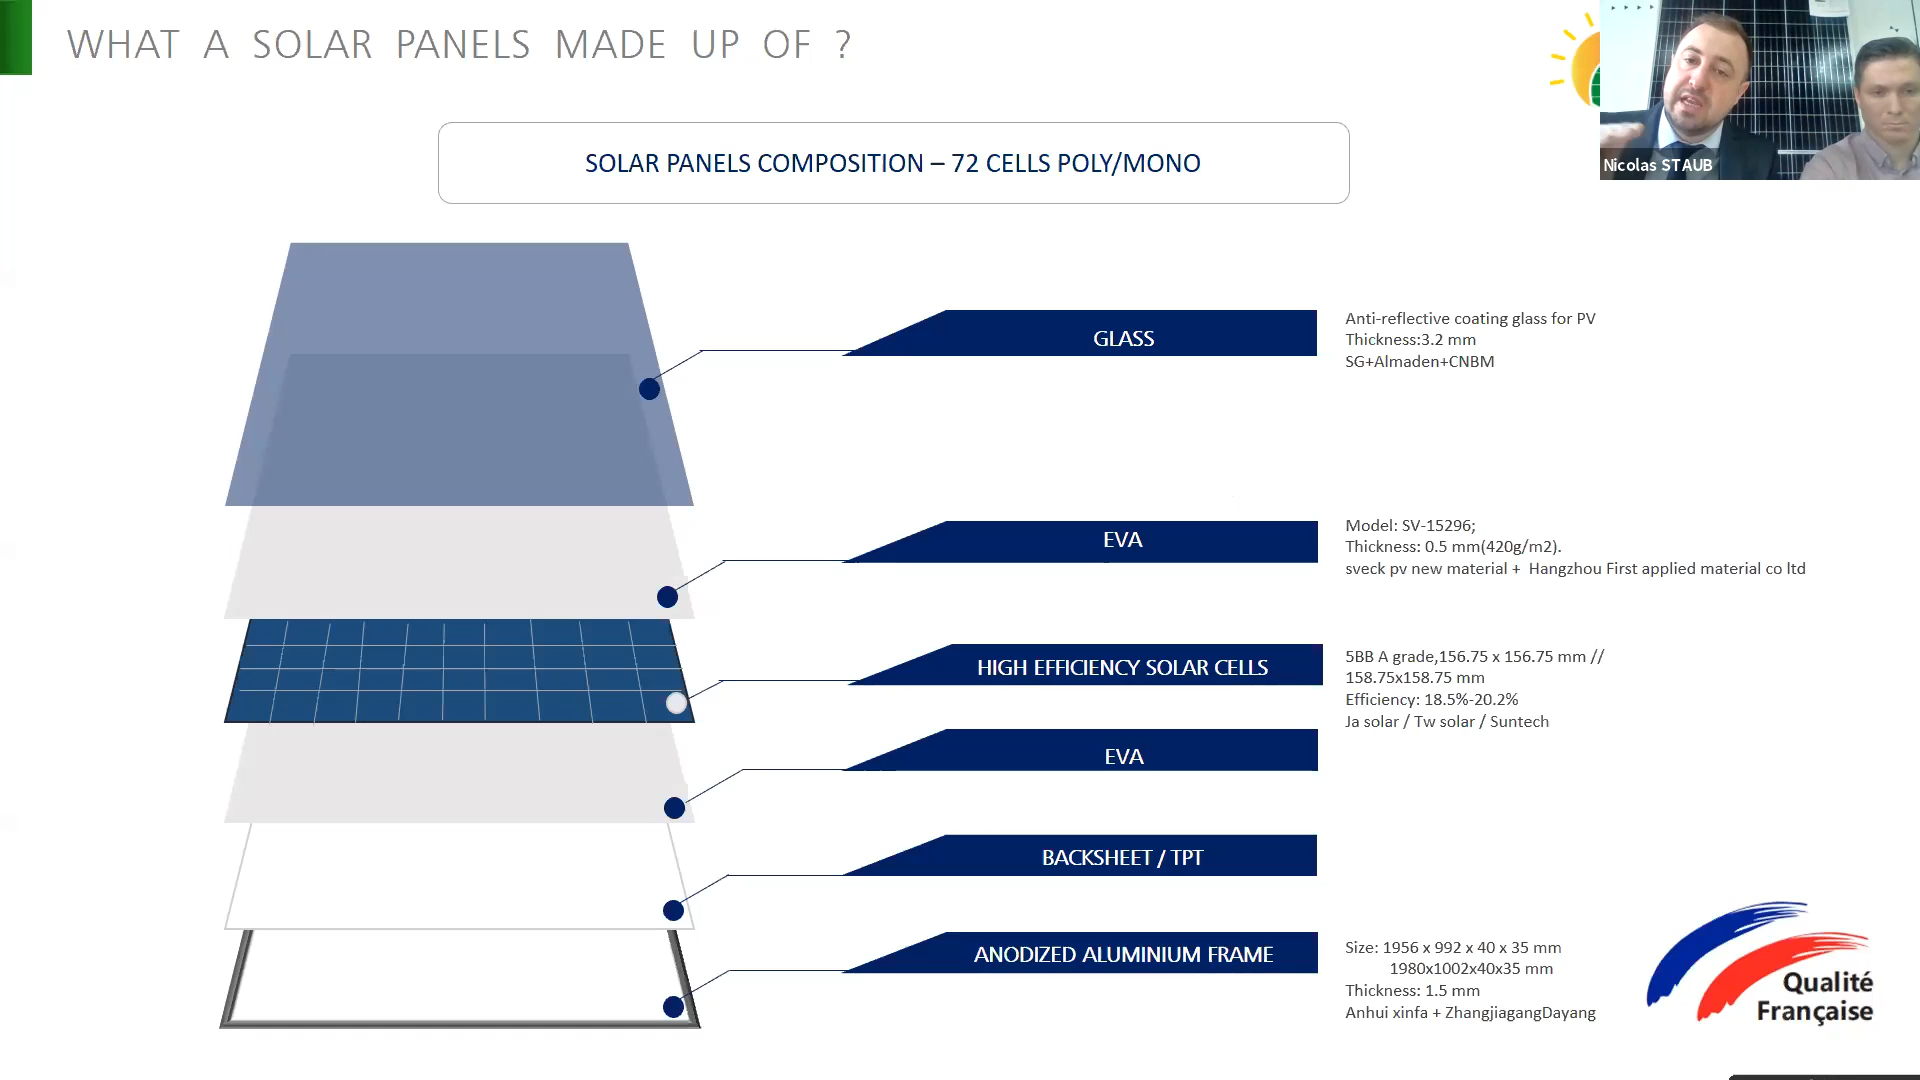 WHAT A SOLAR PANELS MADE UP OF ?
Nicolas STAUB
SOLAR PANELS COMPOSITION – 72 CELLS POLY/MONO
GLASS
Anti-reflective coating glass for PV
Thickness:3.2 mm
SG+Almaden+CNBM
EVA
Model: SV-15296;
Thickness: 0.5 mm(420g/m2).
sveck pv new material + Hangzhou First applied material co ltd
HIGH EFFICIENCY SOLAR CELLS
5BB A grade,156.75 x 156.75 mm //
158.75x158.75 mm
Efficiency: 18.5%-20.2%
Ja solar / Tw solar / Suntech
EVA
BACKSHEET / TPT
ANODIZED ALUMINIUM FRAME
Size: 1956 x 992 x 40 x 35 mm
1980x1002x40x35 mm
Thickness: 1.5 mm
Anhui xinfa + ZhangjiagangDayang
Qualité
Française